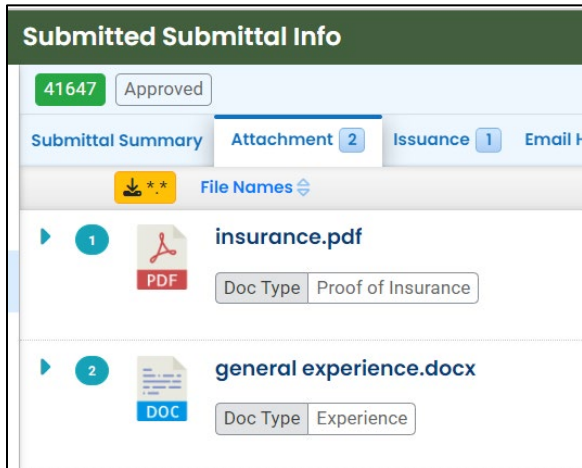 Submitted Submittal Info
41647 Approved
Submittal Summary Attachment 2 Issuance 1 Email H
*.* File Names
1 insurance.pdf
PDF
Doc Type Proof of Insurance
2 general experience.docx
DOC
Doc Type Experience